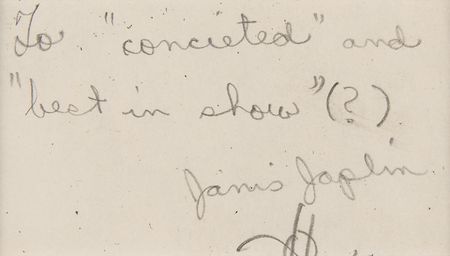 To "concieted" and
"best in show" (?)
Janis Joplin